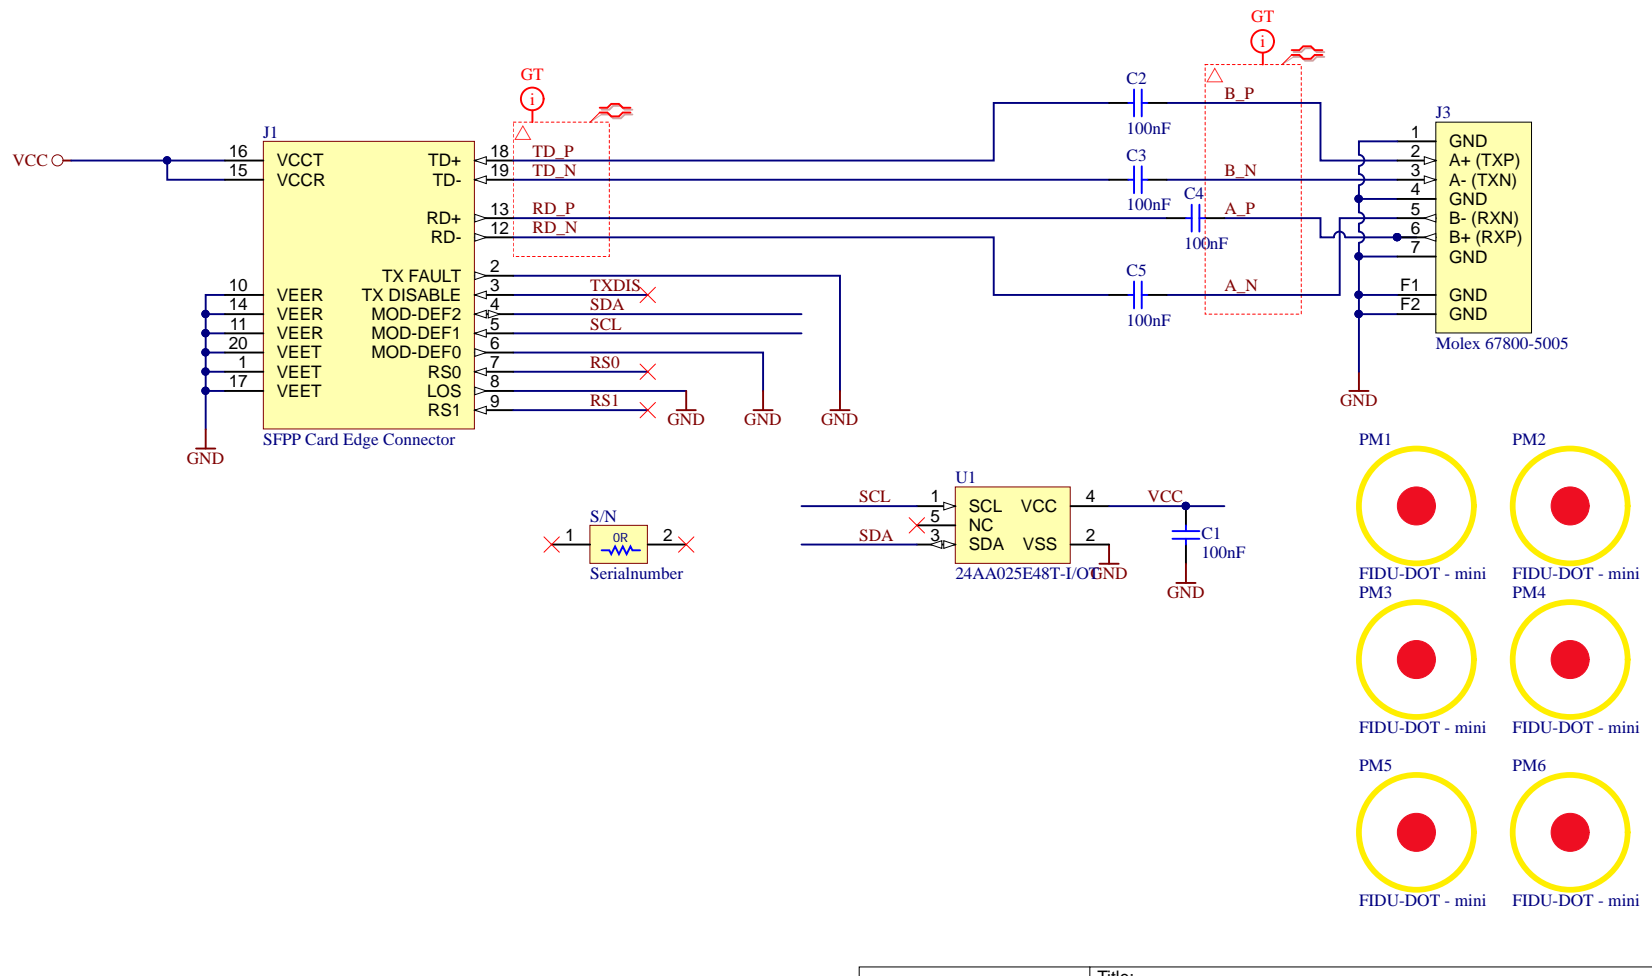 GT
i
GT
i
C2
B_P
100nF
J1
J3
VCC
16 VCCT TD+ 18 TD_P
15 VCCR TD- 19 TD_N
C3
B_N
100nF
RD+ 13 RD_P
RD- 12 RD_N
C4
A_P
100nF
1 GND
2 A+ (TXP)
3 A- (TXN)
4 GND
5 B- (RXN)
6 B+ (RXP)
7 GND
F1 GND
F2 GND
Molex 67800-5005
GND
C5
A_N
100nF
TX FAULT 2
10 VEER TX DISABLE 3 TXDIS
14 VEER MOD-DEF2 4 SDA
11 VEER MOD-DEF1 5 SCL
20 VEET MOD-DEF0 6
1 VEET RS0 7 RS0
17 VEET LOS 8
RS1 9 RS1
GND GND GND
SFPP Card Edge Connector
GND
S/N
1 0R 2
Serialnumber
U1
SCL 1 SCL VCC 4 VCC
5 NC
SDA 3 SDA VSS 2
24AA025E48T-I/OT
GND
C1
100nF
GND
PM1 PM2
FIDU-DOT - mini FIDU-DOT - mini
PM3 PM4
FIDU-DOT - mini FIDU-DOT - mini
PM5 PM6
FIDU-DOT - mini FIDU-DOT - mini
Title: